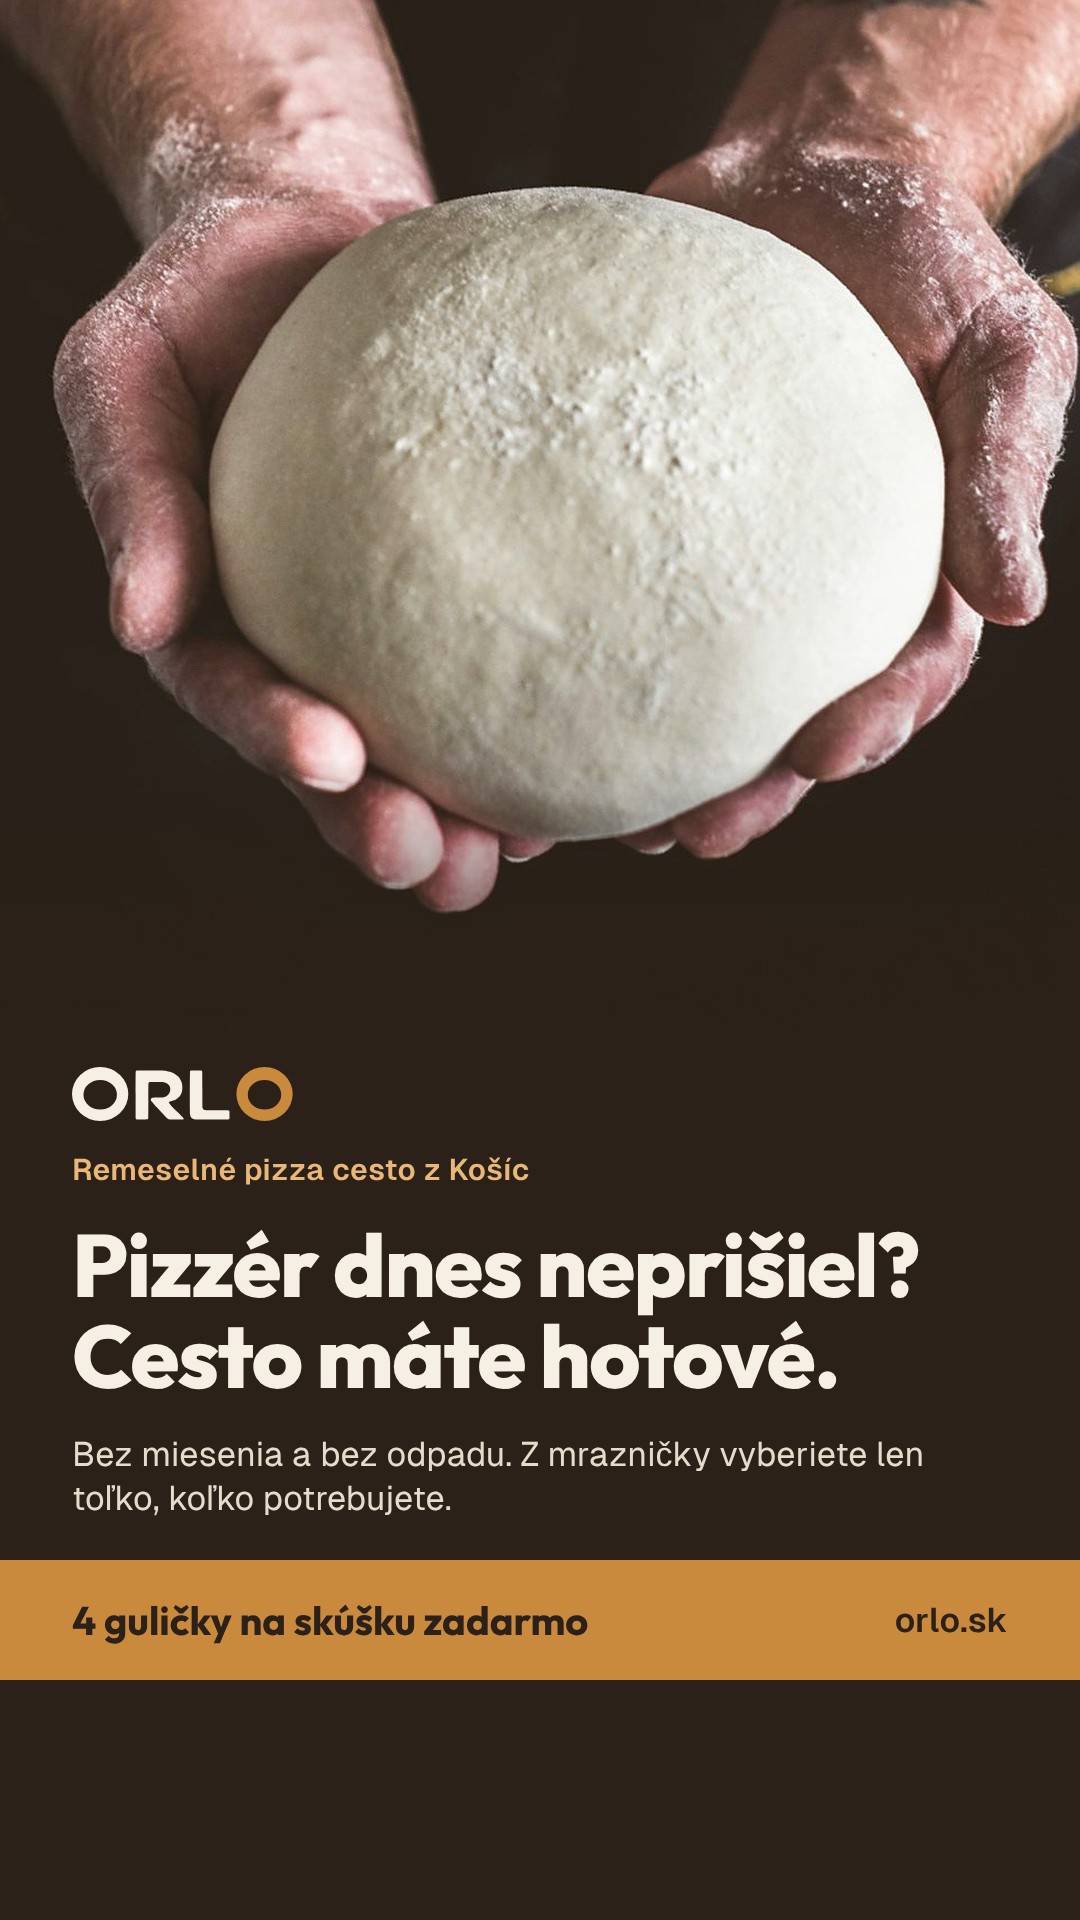 ORLO
Remeselné pizza cesto z Košíc
Pizzér dnes neprišiel?
Cesto máte hotové.
Bez miesenia a bez odpadu. Z mrazničky vyberiete len
toľko, koľko potrebujete.
4 guličky na skúšku zadarmo
orlo.sk